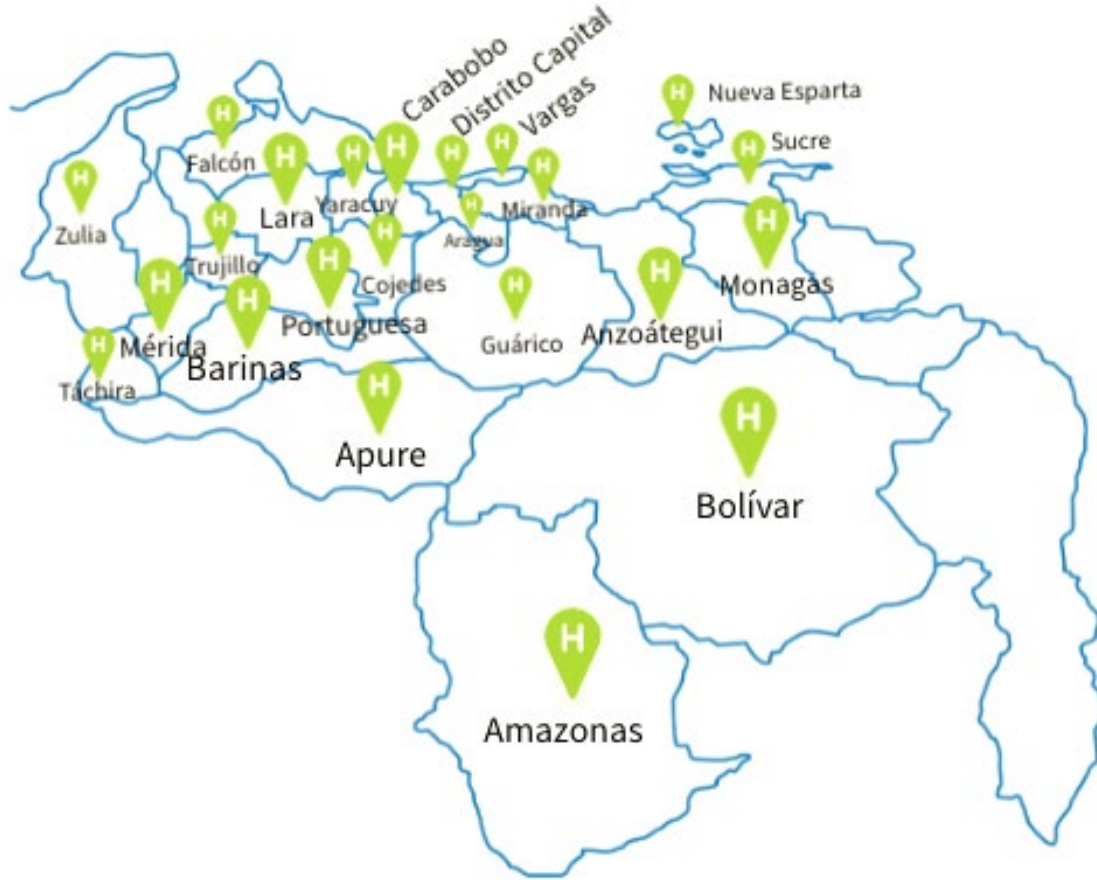 Carabobo
Distrito Capital
Vargas
H Nueva Esparta
H Sucre
H Falcón
H Lara
H Yaracuy
H
H
H
H Miranda
H Zulia
H Trujillo
H Aragua
H Cojedes
H Monagas
H Mérida
H Barinas
H Portuguesa
H Guárico
H Anzoátegui
H Táchira
H Apure
H Bolívar
H Amazonas